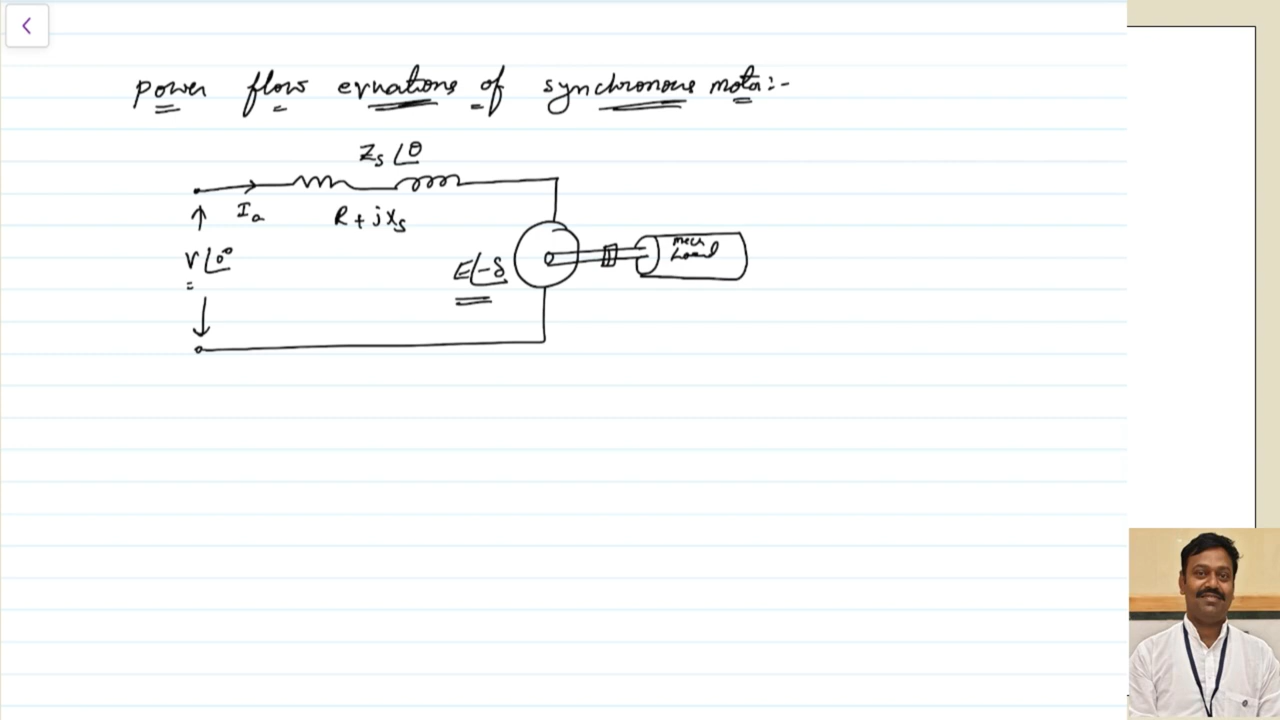 power flow equations of synchronous motor:-
Zs∠θ
Ia
R + jXs
mech
Load
V∠0°
E∠-δ